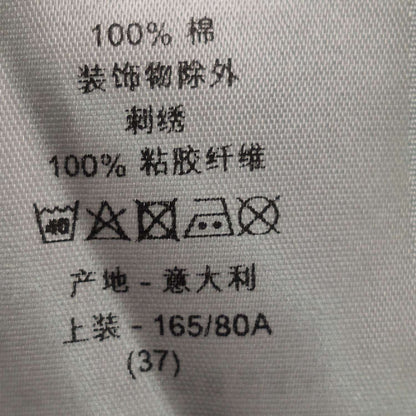 100% 棉
装饰物除外
刺绣
100% 粘胶纤维
40
产地 - 意大利
上装 - 165/80A
(37)